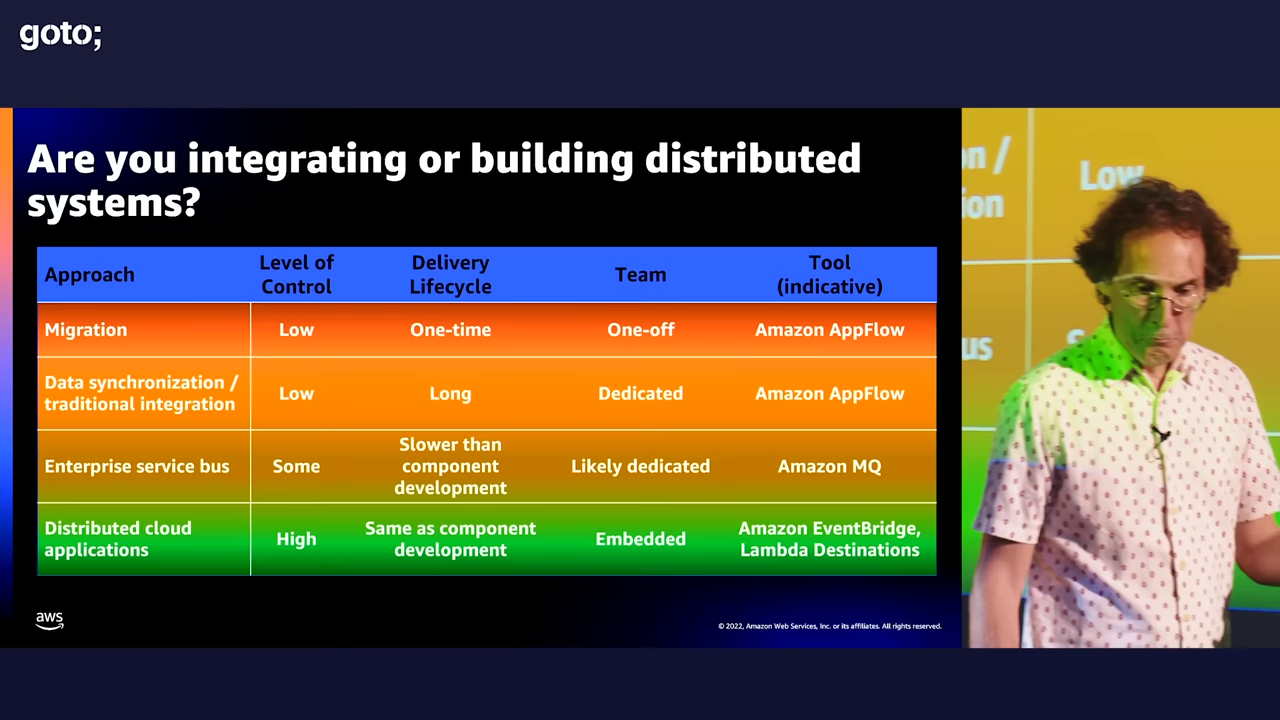 goto;
Are you integrating or building distributed
systems?
Approach
Level of
Control
Delivery
Lifecycle
Team
Tool
(indicative)
Migration
Low
One-time
One-off
Amazon AppFlow
Data synchronization /
traditional integration
Low
Long
Dedicated
Amazon AppFlow
Enterprise service bus
Some
Slower than
component
development
Likely dedicated
Amazon MQ
Distributed cloud
applications
High
Same as component
development
Embedded
Amazon EventBridge,
Lambda Destinations
aws
© 2022, Amazon Web Services, Inc. or its affiliates. All rights reserved.
on /
ion
Low
us
S